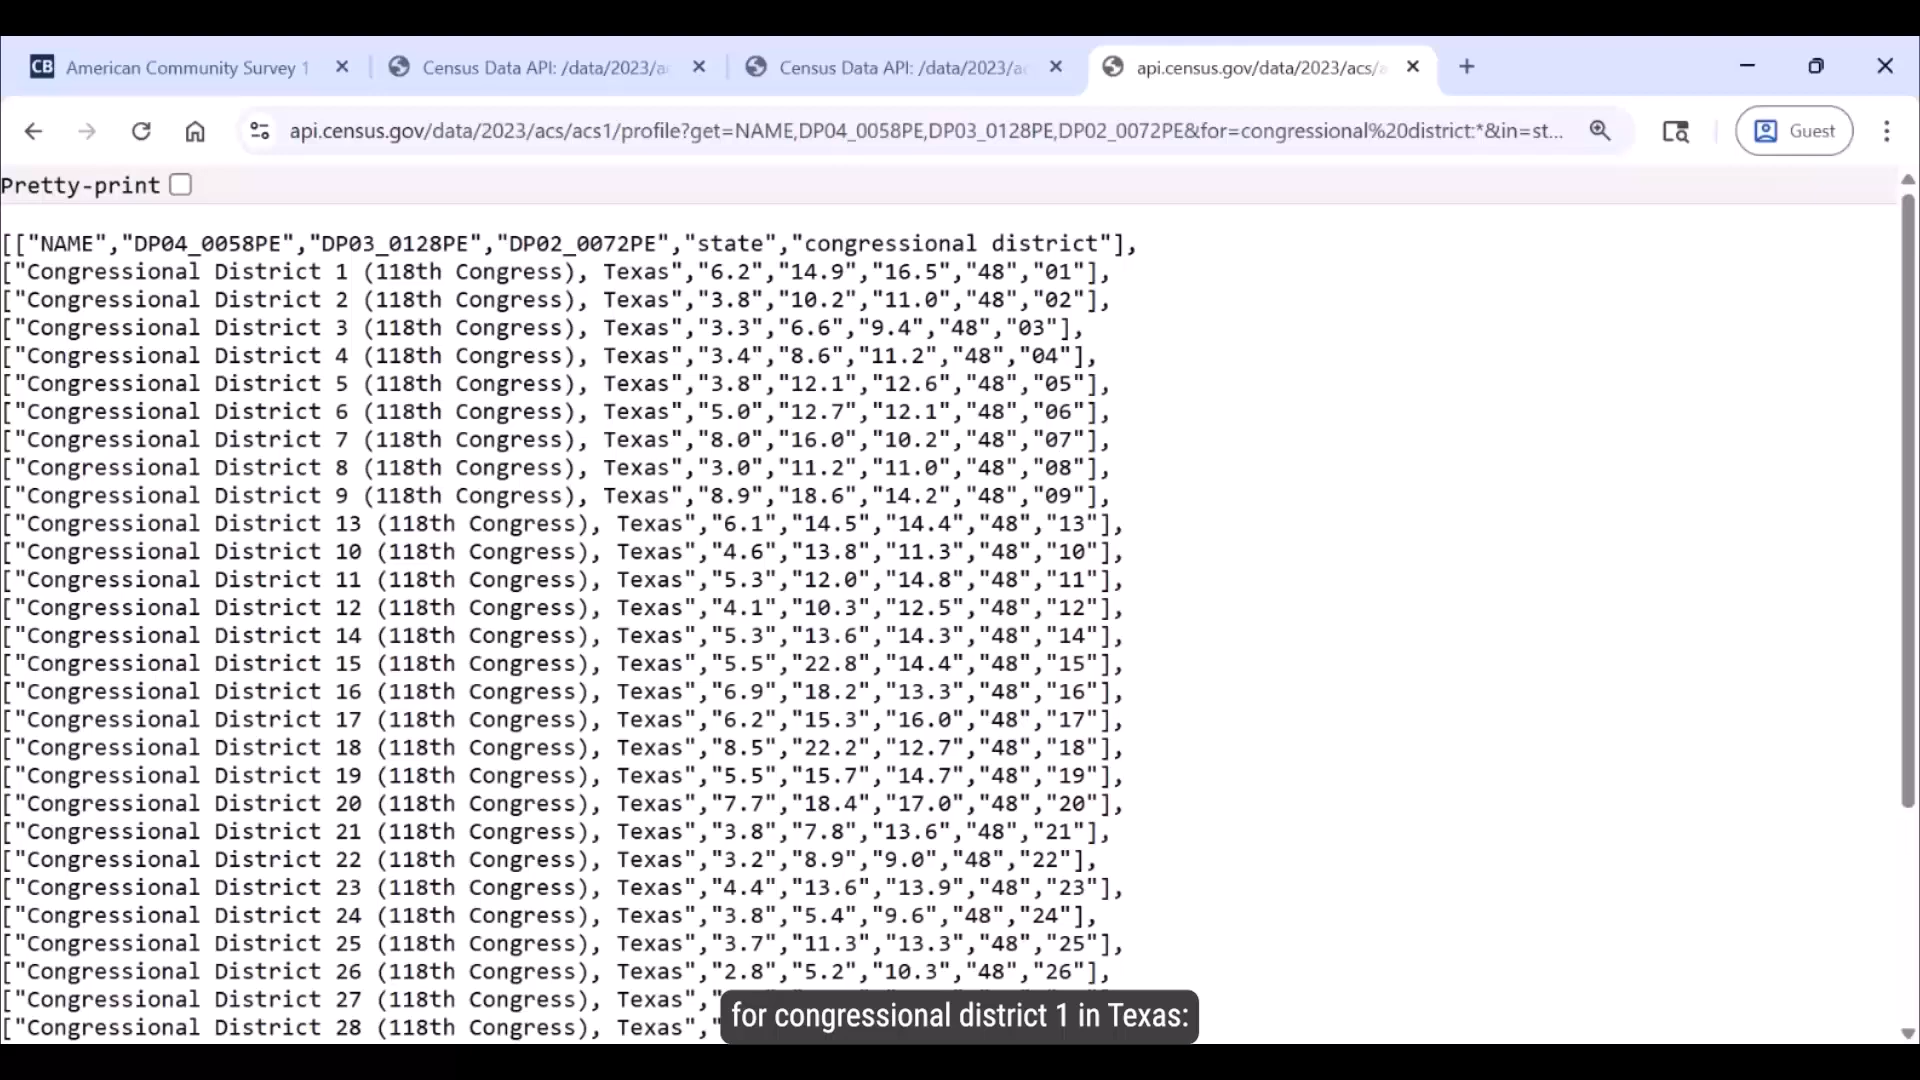 CB American Community Survey 1
Census Data API: /data/2023/a
Census Data API: /data/2023/a
api.census.gov/data/2023/acs/
api.census.gov/data/2023/acs/acs1/profile?get=NAME,DP04_0058PE,DP03_0128PE,DP02_0072PE&for=congressional%20district:*&in=st...
Guest
Pretty-print
[["NAME","DP04_0058PE","DP03_0128PE","DP02_0072PE","state","congressional district"],
["Congressional District 1 (118th Congress), Texas","6.2","14.9","16.5","48","01"],
["Congressional District 2 (118th Congress), Texas","3.8","10.2","11.0","48","02"],
["Congressional District 3 (118th Congress), Texas","3.3","6.6","9.4","48","03"],
["Congressional District 4 (118th Congress), Texas","3.4","8.6","11.2","48","04"],
["Congressional District 5 (118th Congress), Texas","3.8","12.1","12.6","48","05"],
["Congressional District 6 (118th Congress), Texas","5.0","12.7","12.1","48","06"],
["Congressional District 7 (118th Congress), Texas","8.0","16.0","10.2","48","07"],
["Congressional District 8 (118th Congress), Texas","3.0","11.2","11.0","48","08"],
["Congressional District 9 (118th Congress), Texas","8.9","18.6","14.2","48","09"],
["Congressional District 13 (118th Congress), Texas","6.1","14.5","14.4","48","13"],
["Congressional District 10 (118th Congress), Texas","4.6","13.8","11.3","48","10"],
["Congressional District 11 (118th Congress), Texas","5.3","12.0","14.8","48","11"],
["Congressional District 12 (118th Congress), Texas","4.1","10.3","12.5","48","12"],
["Congressional District 14 (118th Congress), Texas","5.3","13.6","14.3","48","14"],
["Congressional District 15 (118th Congress), Texas","5.5","22.8","14.4","48","15"],
["Congressional District 16 (118th Congress), Texas","6.9","18.2","13.3","48","16"],
["Congressional District 17 (118th Congress), Texas","6.2","15.3","16.0","48","17"],
["Congressional District 18 (118th Congress), Texas","8.5","22.2","12.7","48","18"],
["Congressional District 19 (118th Congress), Texas","5.5","15.7","14.7","48","19"],
["Congressional District 20 (118th Congress), Texas","7.7","18.4","17.0","48","20"],
["Congressional District 21 (118th Congress), Texas","3.8","7.8","13.6","48","21"],
["Congressional District 22 (118th Congress), Texas","3.2","8.9","9.0","48","22"],
["Congressional District 23 (118th Congress), Texas","4.4","13.6","13.9","48","23"],
["Congressional District 24 (118th Congress), Texas","3.8","5.4","9.6","48","24"],
["Congressional District 25 (118th Congress), Texas","3.7","11.3","13.3","48","25"],
["Congressional District 26 (118th Congress), Texas","2.8","5.2","10.3","48","26"],
["Congressional District 27 (118th Congress), Texas","
["Congressional District 28 (118th Congress), Texas","
for congressional district 1 in Texas: